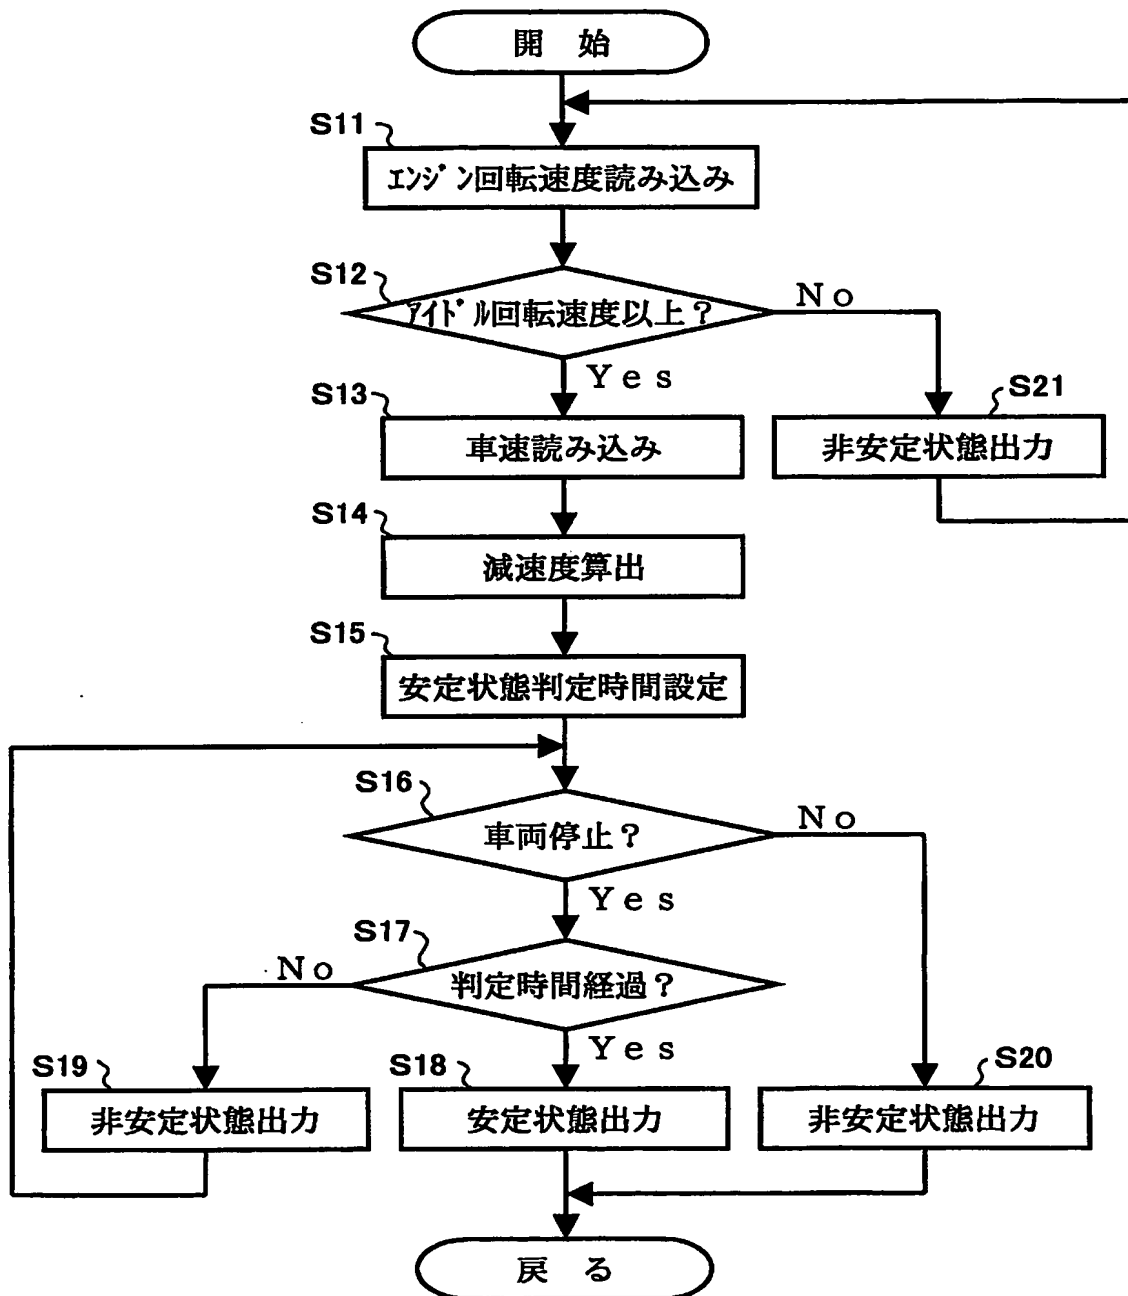 開　始
S11
ｴﾝｼﾞﾝ回転速度読み込み
S12
ｱｲﾄﾞﾙ回転速度以上？
No
Yes
S13
車速読み込み
S21
非安定状態出力
S14
減速度算出
S15
安定状態判定時間設定
S16
車両停止？
No
Yes
S17
判定時間経過？
No
Yes
S19
非安定状態出力
S18
安定状態出力
S20
非安定状態出力
戻　る